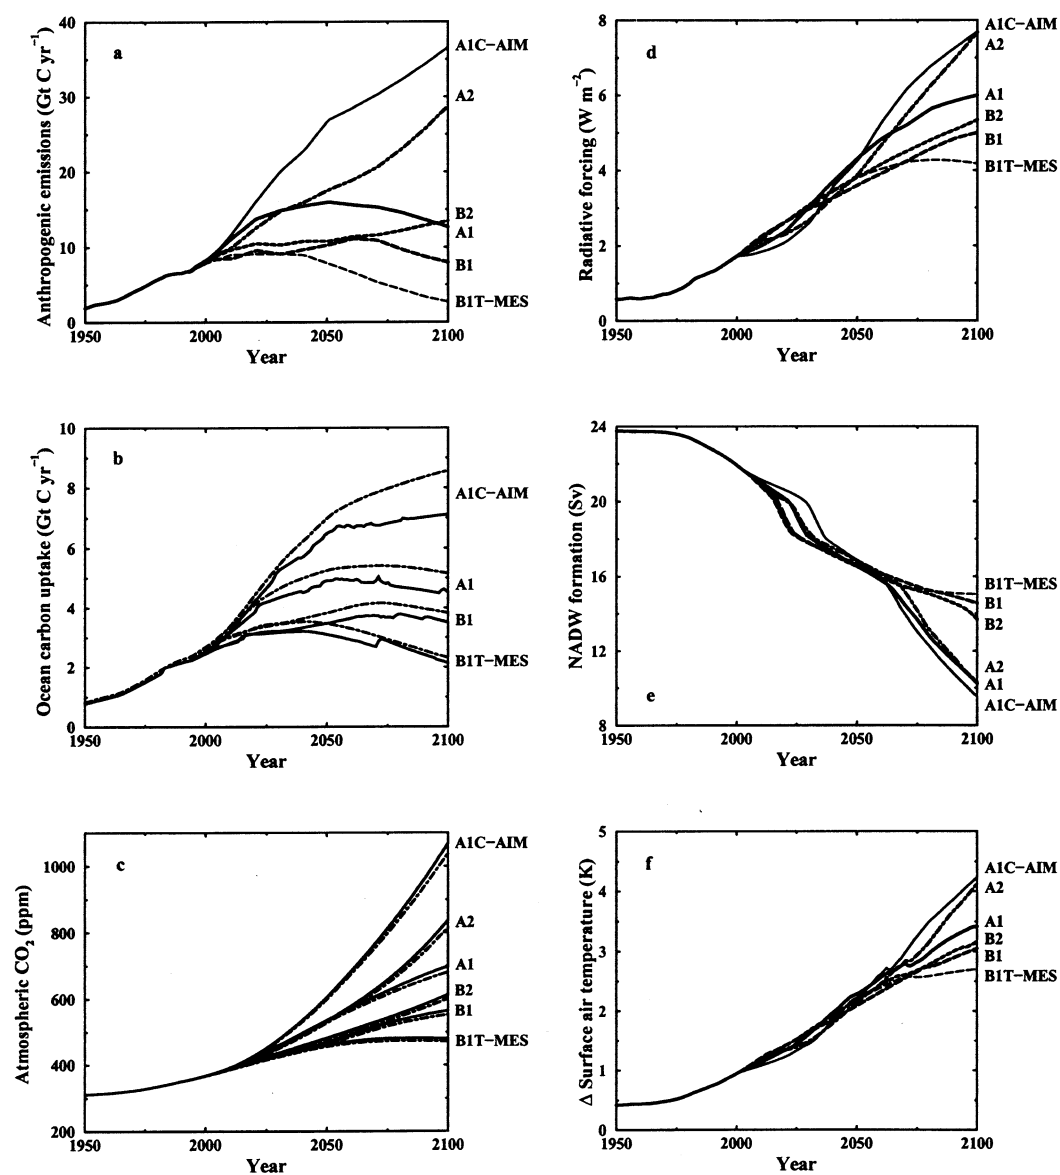 a
Anthropogenic emissions (Gt C yr⁻¹)
40
30
20
10
0
1950
2000
2050
2100
Year
A1C−AIM
A2
B2
A1
B1
B1T−MES
d
Radiative forcing (W m⁻²)
8
6
4
2
0
1950
2000
2050
2100
Year
A1C−AIM
A2
A1
B2
B1
B1T−MES
b
Ocean carbon uptake (Gt C yr⁻¹)
10
8
6
4
2
0
1950
2000
2050
2100
Year
A1C−AIM
A1
B1
B1T−MES
e
NADW formation (Sv)
24
20
16
12
8
1950
2000
2050
2100
Year
B1T−MES
B1
B2
A2
A1
A1C−AIM
c
Atmospheric CO₂ (ppm)
1000
800
600
400
200
1950
2000
2050
2100
Year
A1C−AIM
A2
A1
B2
B1
B1T−MES
f
Δ Surface air temperature (K)
5
4
3
2
1
0
1950
2000
2050
2100
Year
A1C−AIM
A2
A1
B2
B1
B1T−MES